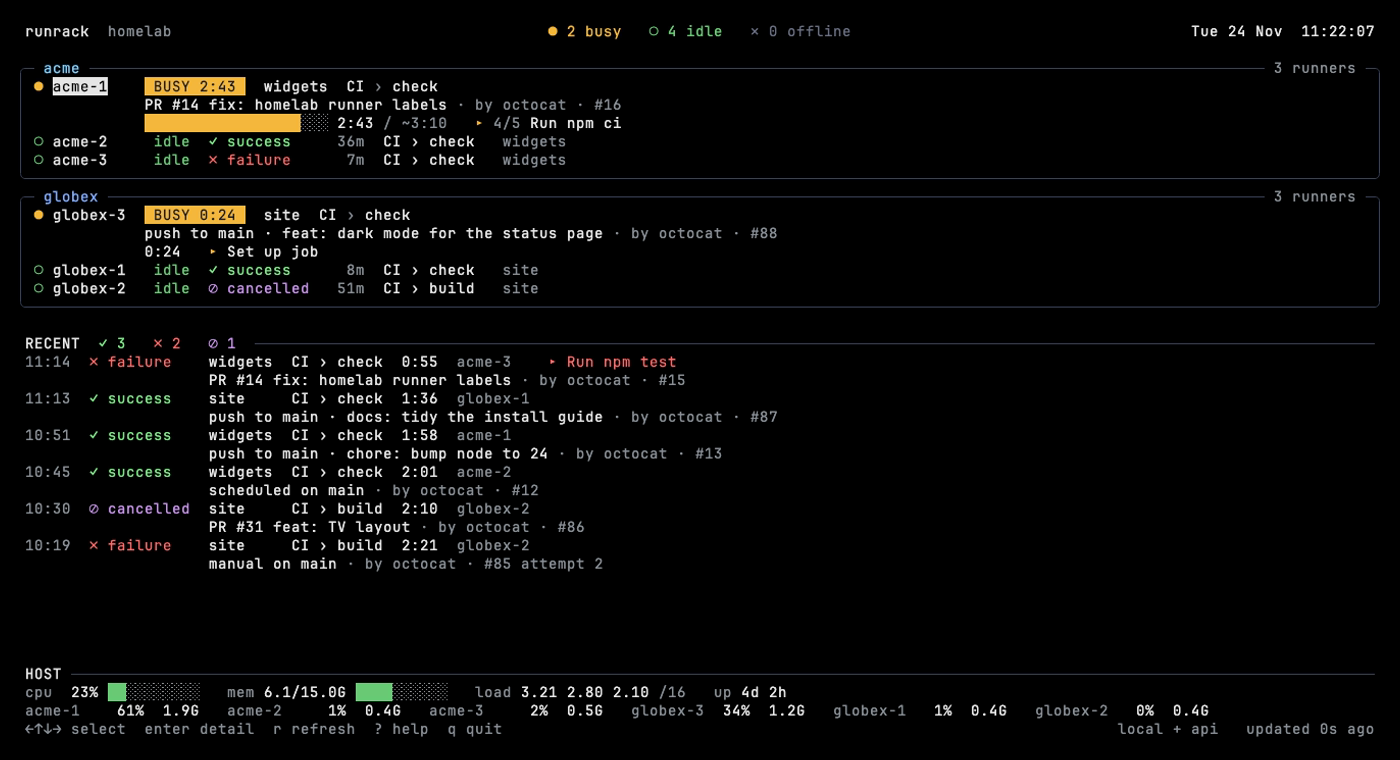 runrack homelab ● 2 busy ○ 4 idle × 0 offline Tue 24 Nov 11:22:07
acme 3 runners
● acme-1 BUSY 2:43 widgets CI › check
PR #14 fix: homelab runner labels · by octocat · #16
2:43 / ~3:10 ▸ 4/5 Run npm ci
○ acme-2 idle ✓ success 36m CI › check widgets
○ acme-3 idle × failure 7m CI › check widgets
globex 3 runners
● globex-3 BUSY 0:24 site CI › check
push to main · feat: dark mode for the status page · by octocat · #88
0:24 ▸ Set up job
○ globex-1 idle ✓ success 8m CI › check site
○ globex-2 idle ⊘ cancelled 51m CI › build site
RECENT ✓ 3 × 2 ⊘ 1
11:14 × failure widgets CI › check 0:55 acme-3 ▸ Run npm test
PR #14 fix: homelab runner labels · by octocat · #15
11:13 ✓ success site CI › check 1:36 globex-1
push to main · docs: tidy the install guide · by octocat · #87
10:51 ✓ success widgets CI › check 1:58 acme-1
push to main · chore: bump node to 24 · by octocat · #13
10:45 ✓ success widgets CI › check 2:01 acme-2
scheduled on main · by octocat · #12
10:30 ⊘ cancelled site CI › build 2:10 globex-2
PR #31 feat: TV layout · by octocat · #86
10:19 × failure site CI › build 2:21 globex-2
manual on main · by octocat · #85 attempt 2
HOST
cpu 23% mem 6.1/15.0G load 3.21 2.80 2.10 /16 up 4d 2h
acme-1 61% 1.9G acme-2 1% 0.4G acme-3 2% 0.5G globex-3 34% 1.2G globex-1 1% 0.4G globex-2 0% 0.4G
←↑↓→ select enter detail r refresh ? help q quit local + api updated 0s ago